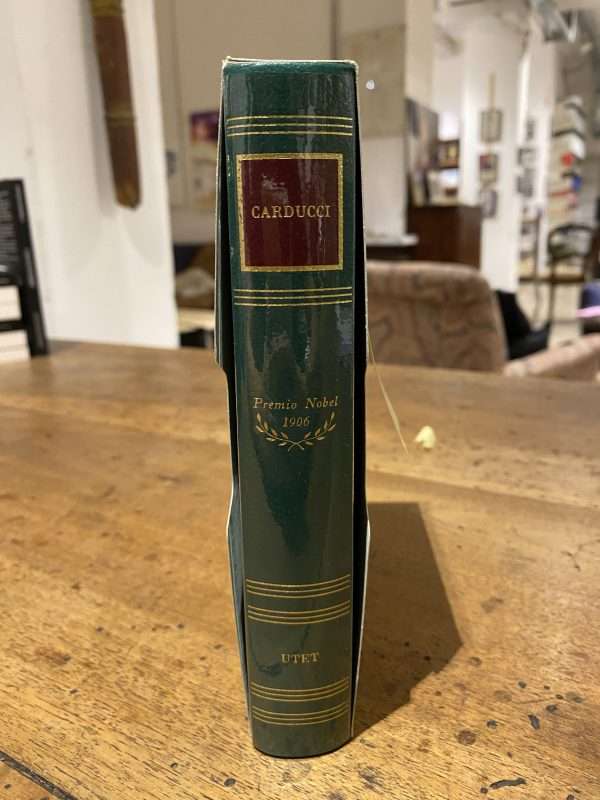 CARDUCCI
Premio Nobel
1906
UTET